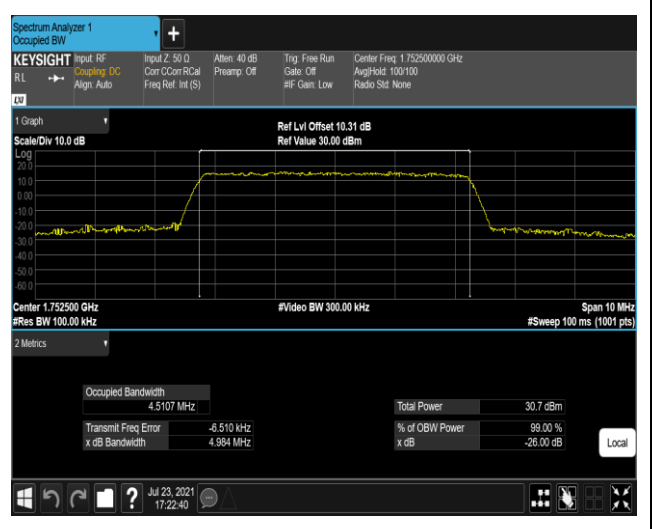 Spectrum Analyzer 1
Occupied BW
+
KEYSIGHT Input: RF Input Z: 50 Ω Atten: 40 dB Trig: Free Run Center Freq: 1.752500000 GHz
RL Coupling: DC Corr CCorr RCal Preamp: Off Gate: Off Avg|Hold: 100/100
Align: Auto Freq Ref: Int (S) #IF Gain: Low Radio Std: None
LXI
1 Graph
Ref Lvl Offset 10.31 dB
Scale/Div 10.0 dB Ref Value 30.00 dBm
Log
20.0
10.0
0.00
-10.0
-20.0
-30.0
-40.0
-50.0
-60.0
Center 1.752500 GHz #Video BW 300.00 kHz Span 10 MHz
#Res BW 100.00 kHz #Sweep 100 ms (1001 pts)
2 Metrics
Occupied Bandwidth
4.5107 MHz Total Power 30.7 dBm
Transmit Freq Error -6.510 kHz % of OBW Power 99.00 %
x dB Bandwidth 4.984 MHz x dB -26.00 dB
Local
? Jul 23, 2021
17:22:40